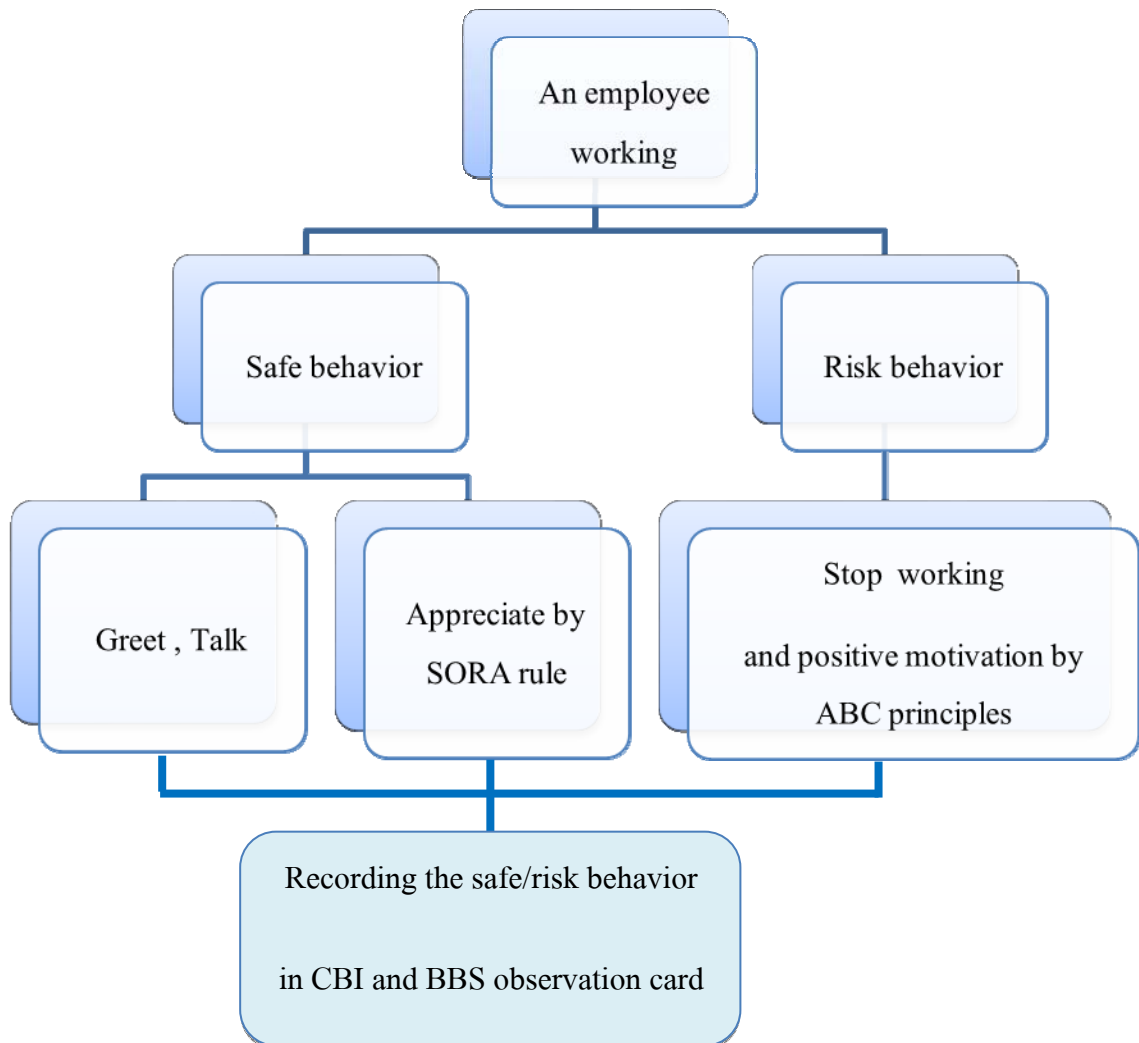 An employee
working
Safe behavior
Risk behavior
Greet , Talk
Appreciate by
SORA rule
Stop working
and positive motivation by
ABC principles
Recording the safe/risk behavior
in CBI and BBS observation card